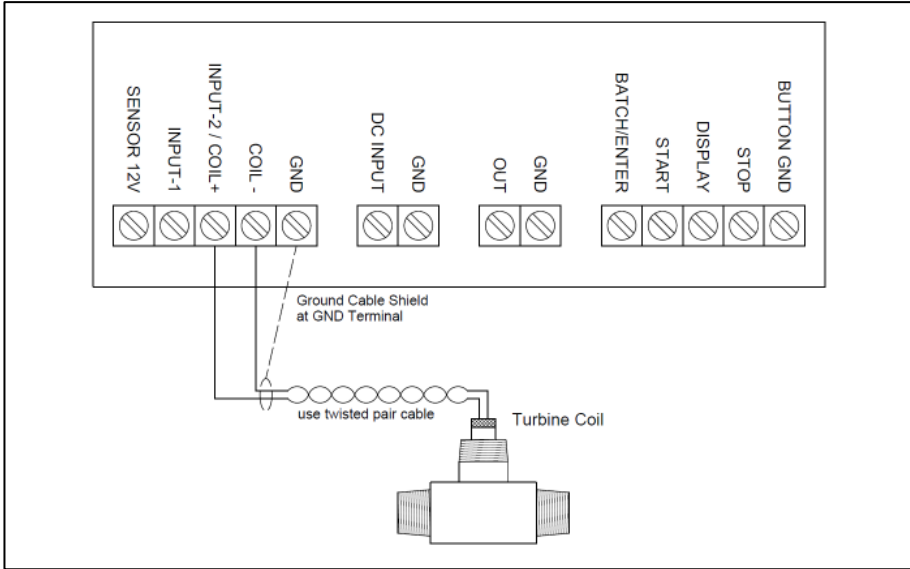 SENSOR 12V
INPUT-1
INPUT-2 / COIL+
COIL -
GND
DC INPUT
GND
OUT
GND
BATCH/ENTER
START
DISPLAY
STOP
BUTTON GND
Ground Cable Shield
at GND Terminal
use twisted pair cable
Turbine Coil